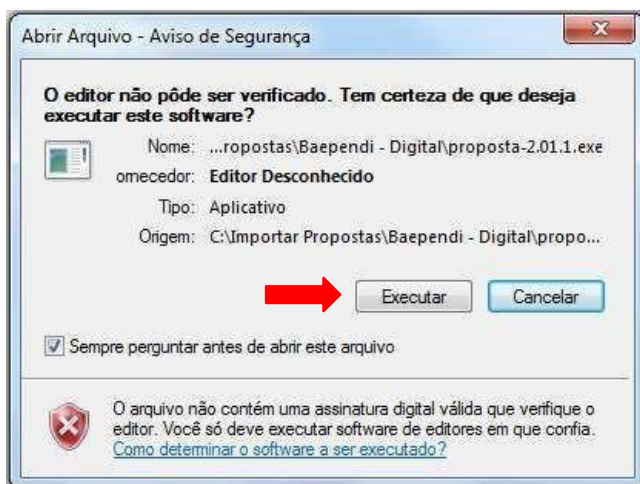 Abrir Arquivo - Aviso de Segurança
O editor não pôde ser verificado. Tem certeza de que deseja
executar este software?
Nome: ...ropostas\Baependi - Digital\proposta-2.01.1.exe
omecedor: Editor Desconhecido
Tipo: Aplicativo
Origem: C:\Importar Propostas\Baependi - Digital\propo...
Executar Cancelar
Sempre perguntar antes de abrir este arquivo
O arquivo não contém uma assinatura digital válida que verifique o
editor. Você só deve executar software de editores em que confia.
Como determinar o software a ser executado?